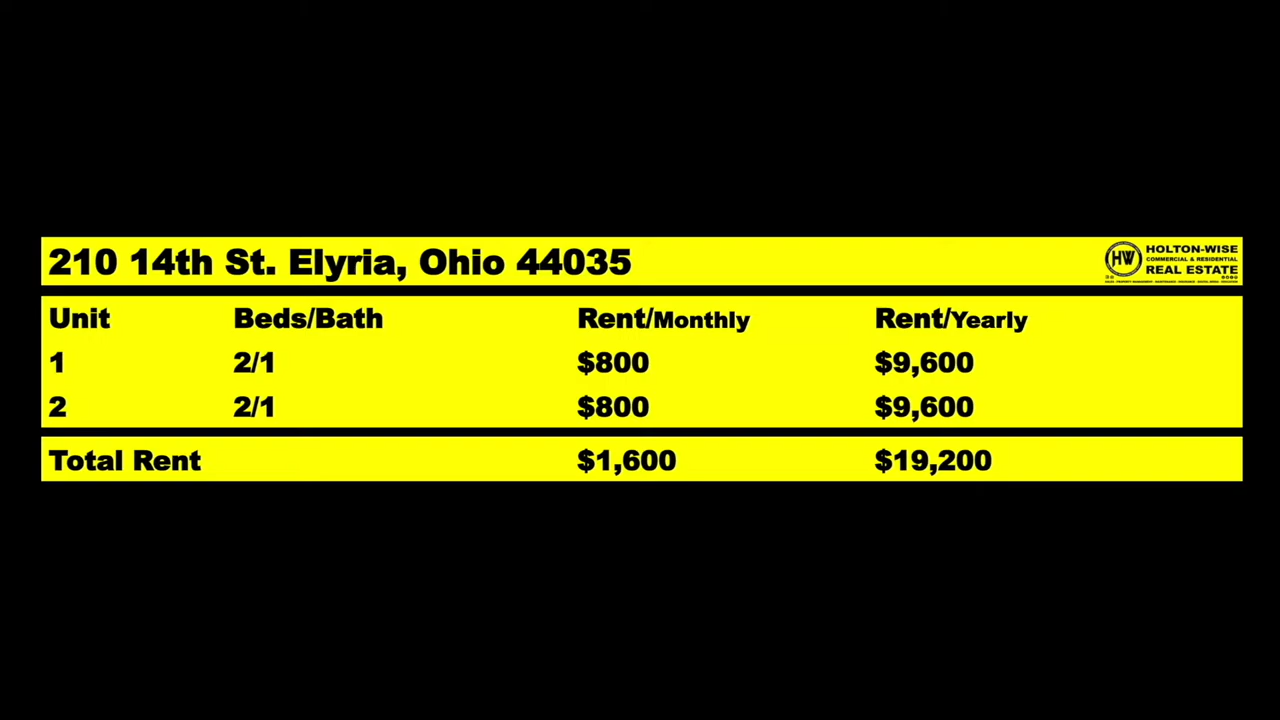 210 14th St. Elyria, Ohio 44035
HW
HOLTON-WISE
COMMERCIAL & RESIDENTIAL
REAL ESTATE
Unit Beds/Bath Rent/Monthly Rent/Yearly
1 2/1 $800 $9,600
2 2/1 $800 $9,600
Total Rent $1,600 $19,200